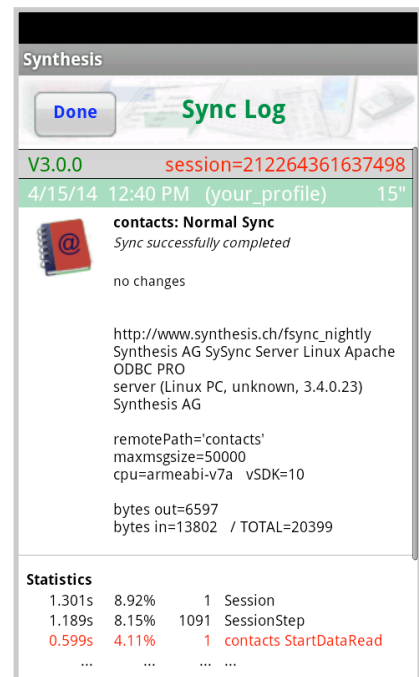 Synthesis
Done
Sync Log
V3.0.0 session=212264361637498
4/15/14 12:40 PM (your_profile) 15"
contacts: Normal Sync
Sync successfully completed
no changes
http://www.synthesis.ch/fsync_nightly
Synthesis AG SySync Server Linux Apache
ODBC PRO
server (Linux PC, unknown, 3.4.0.23)
Synthesis AG
remotePath='contacts'
maxmsgsize=50000
cpu=armeabi-v7a vSDK=10
bytes out=6597
bytes in=13802 / TOTAL=20399
Statistics
1.301s 8.92% 1 Session
1.189s 8.15% 1091 SessionStep
0.599s 4.11% 1 contacts StartDataRead
... ... ... ...